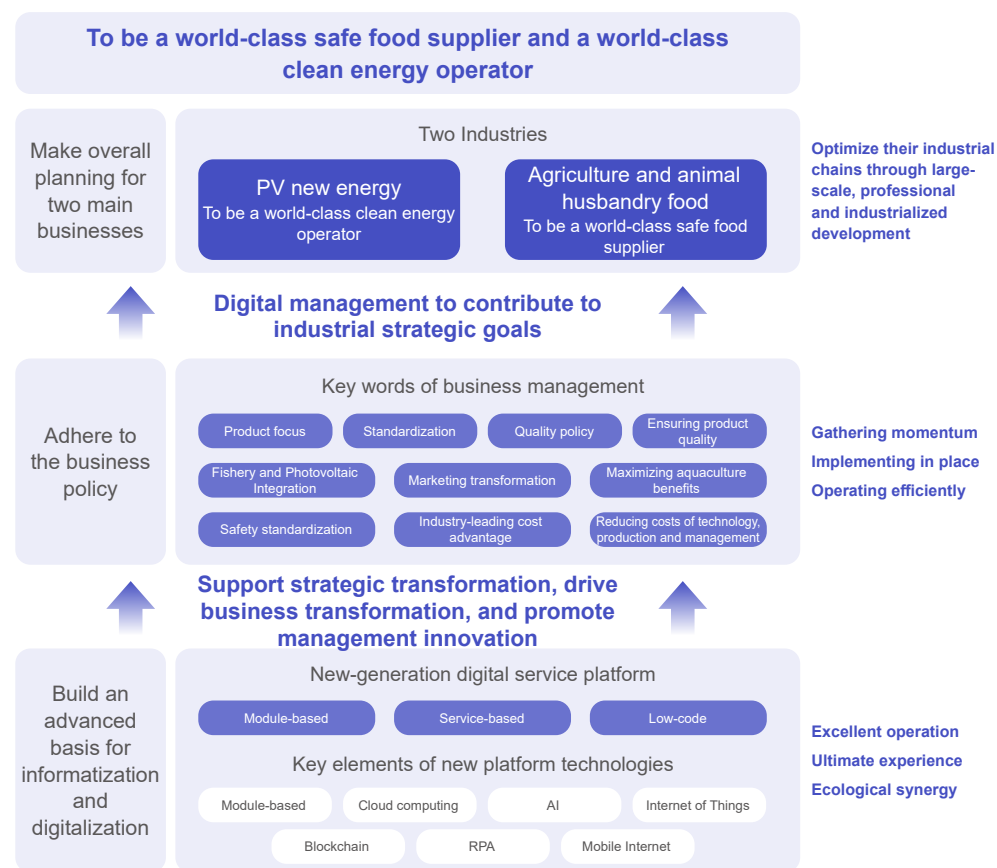 To be a world-class safe food supplier and a world-class
clean energy operator
Make overall
planning for
two main
businesses
Two Industries
PV new energy
To be a world-class clean energy
operator
Agriculture and animal
husbandry food
To be a world-class safe food
supplier
Optimize their industrial
chains through large-
scale, professional
and industrialized
development
Digital management to contribute to
industrial strategic goals
Adhere to
the business
policy
Key words of business management
Product focus
Standardization
Quality policy
Ensuring product
quality
Fishery and Photovoltaic
Integration
Marketing transformation
Maximizing aquaculture
benefits
Safety standardization
Industry-leading cost
advantage
Reducing costs of technology,
production and management
Gathering momentum
Implementing in place
Operating efficiently
Support strategic transformation, drive
business transformation, and promote
management innovation
Build an
advanced
basis for
informatization
and
digitalization
New-generation digital service platform
Module-based
Service-based
Low-code
Key elements of new platform technologies
Module-based
Cloud computing
AI
Internet of Things
Blockchain
RPA
Mobile Internet
Excellent operation
Ultimate experience
Ecological synergy